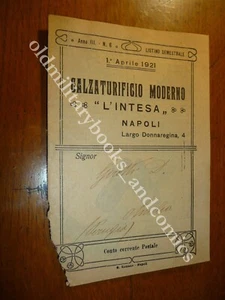 Anno III. - N. 6
LISTINO SEMESTRALE
1° Aprile 1921
CALZATURIFICIO MODERNO
"L'INTESA"
NAPOLI
Largo Donnaregina, 4
Signor
Conto corrente Postale
oldmilitarybooks_andcomics